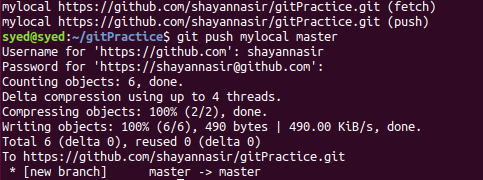 mylocal https://github.com/shayannasir/gitPractice.git (fetch)
mylocal https://github.com/shayannasir/gitPractice.git (push)
syed@syed:~/gitPractice$ git push mylocal master
Username for 'https://github.com': shayannasir
Password for 'https://shayannasir@github.com':
Counting objects: 6, done.
Delta compression using up to 4 threads.
Compressing objects: 100% (2/2), done.
Writing objects: 100% (6/6), 490 bytes | 490.00 KiB/s, done.
Total 6 (delta 0), reused 0 (delta 0)
To https://github.com/shayannasir/gitPractice.git
 * [new branch]      master -> master